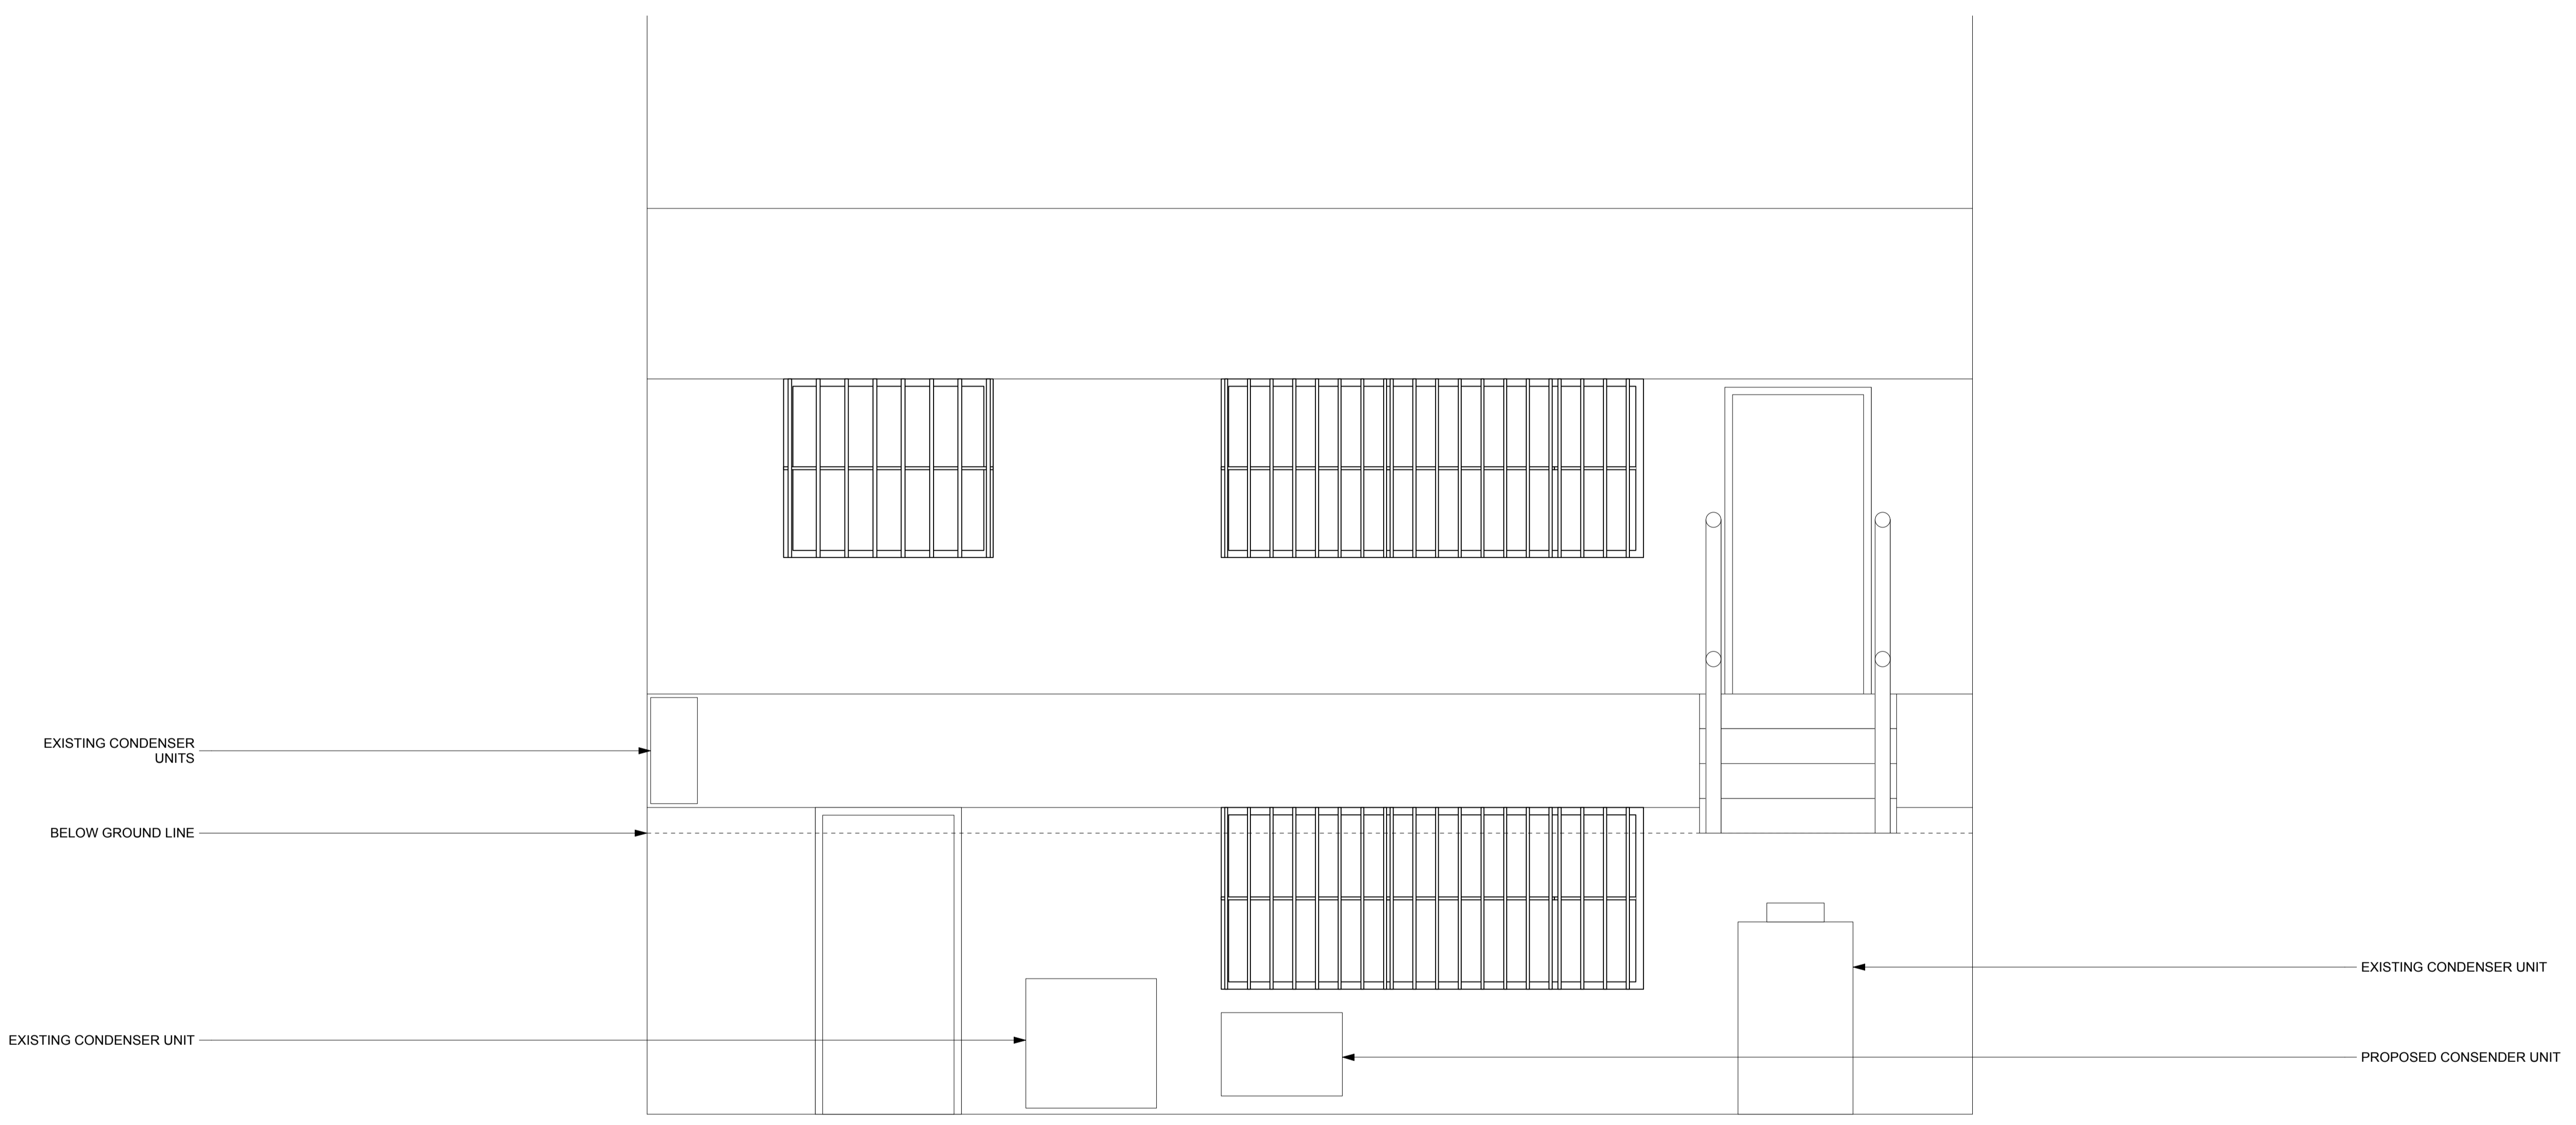 EXISTING CONDENSER
UNITS
BELOW GROUND LINE
EXISTING CONDENSER UNIT
EXISTING CONDENSER UNIT
PROPOSED CONSENDER UNIT